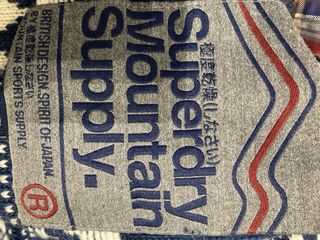 極度乾燥(しなさい)
Superdry
Mountain
Supply.
BRITISH DESIGN SPIRIT OF JAPAN
MOUNTAIN SPORTS SUPPLY
®